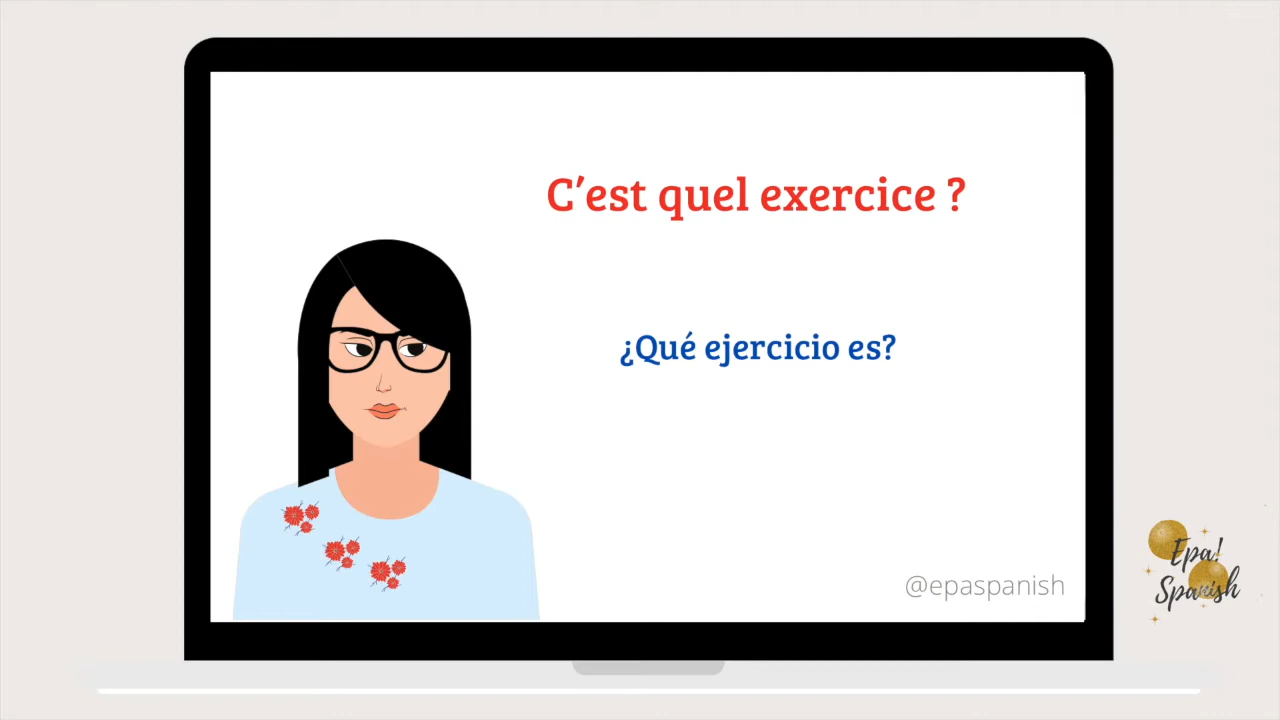 C'est quel exercice ?
¿Qué ejercicio es?
@epaspanish
Epa!
Spanish